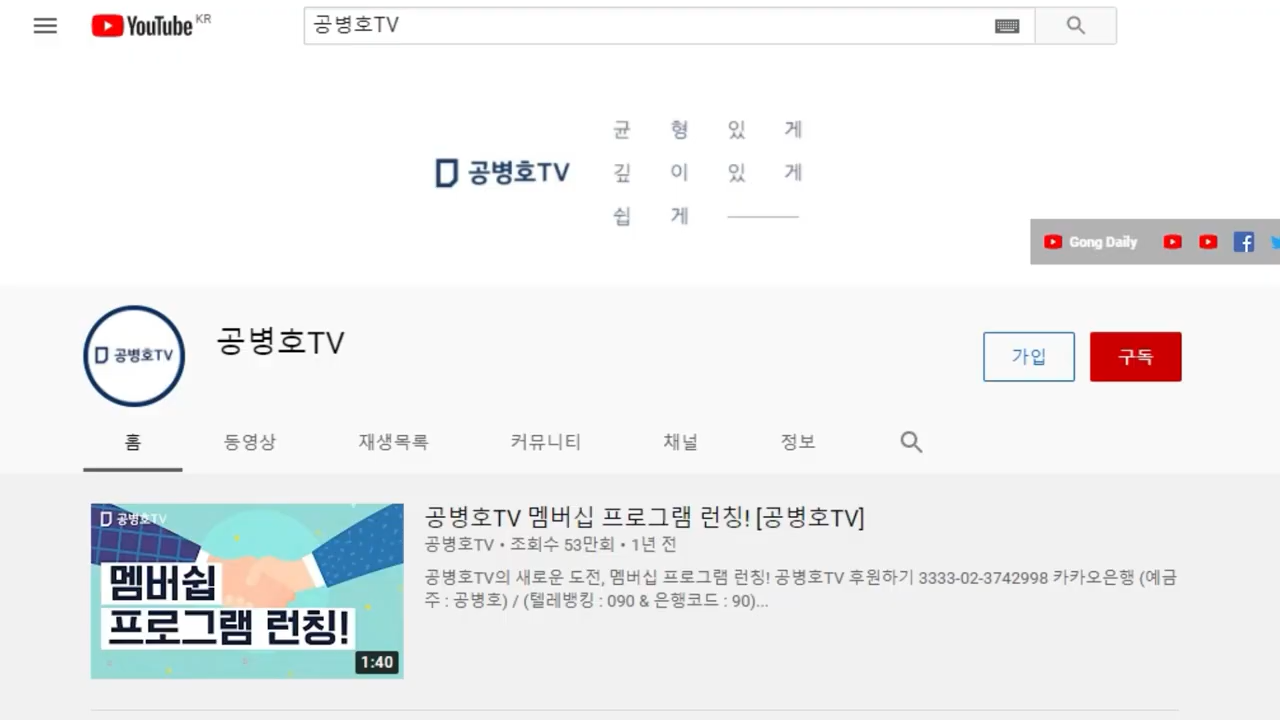 YouTube KR
공병호TV
균 형 있 게
공병호TV
깊 이 있 게
쉽 게
Gong Daily
공병호TV
공병호TV
가입
구독
홈
동영상
재생목록
커뮤니티
채널
정보
공병호TV
멤버쉽
프로그램 런칭!
1:40
공병호TV 멤버십 프로그램 런칭! [공병호TV]
공병호TV • 조회수 53만회 • 1년 전
공병호TV의 새로운 도전, 멤버십 프로그램 런칭! 공병호TV 후원하기 3333-02-3742998 카카오은행 (예금
주 : 공병호) / (텔레뱅킹 : 090 & 은행코드 : 90)...